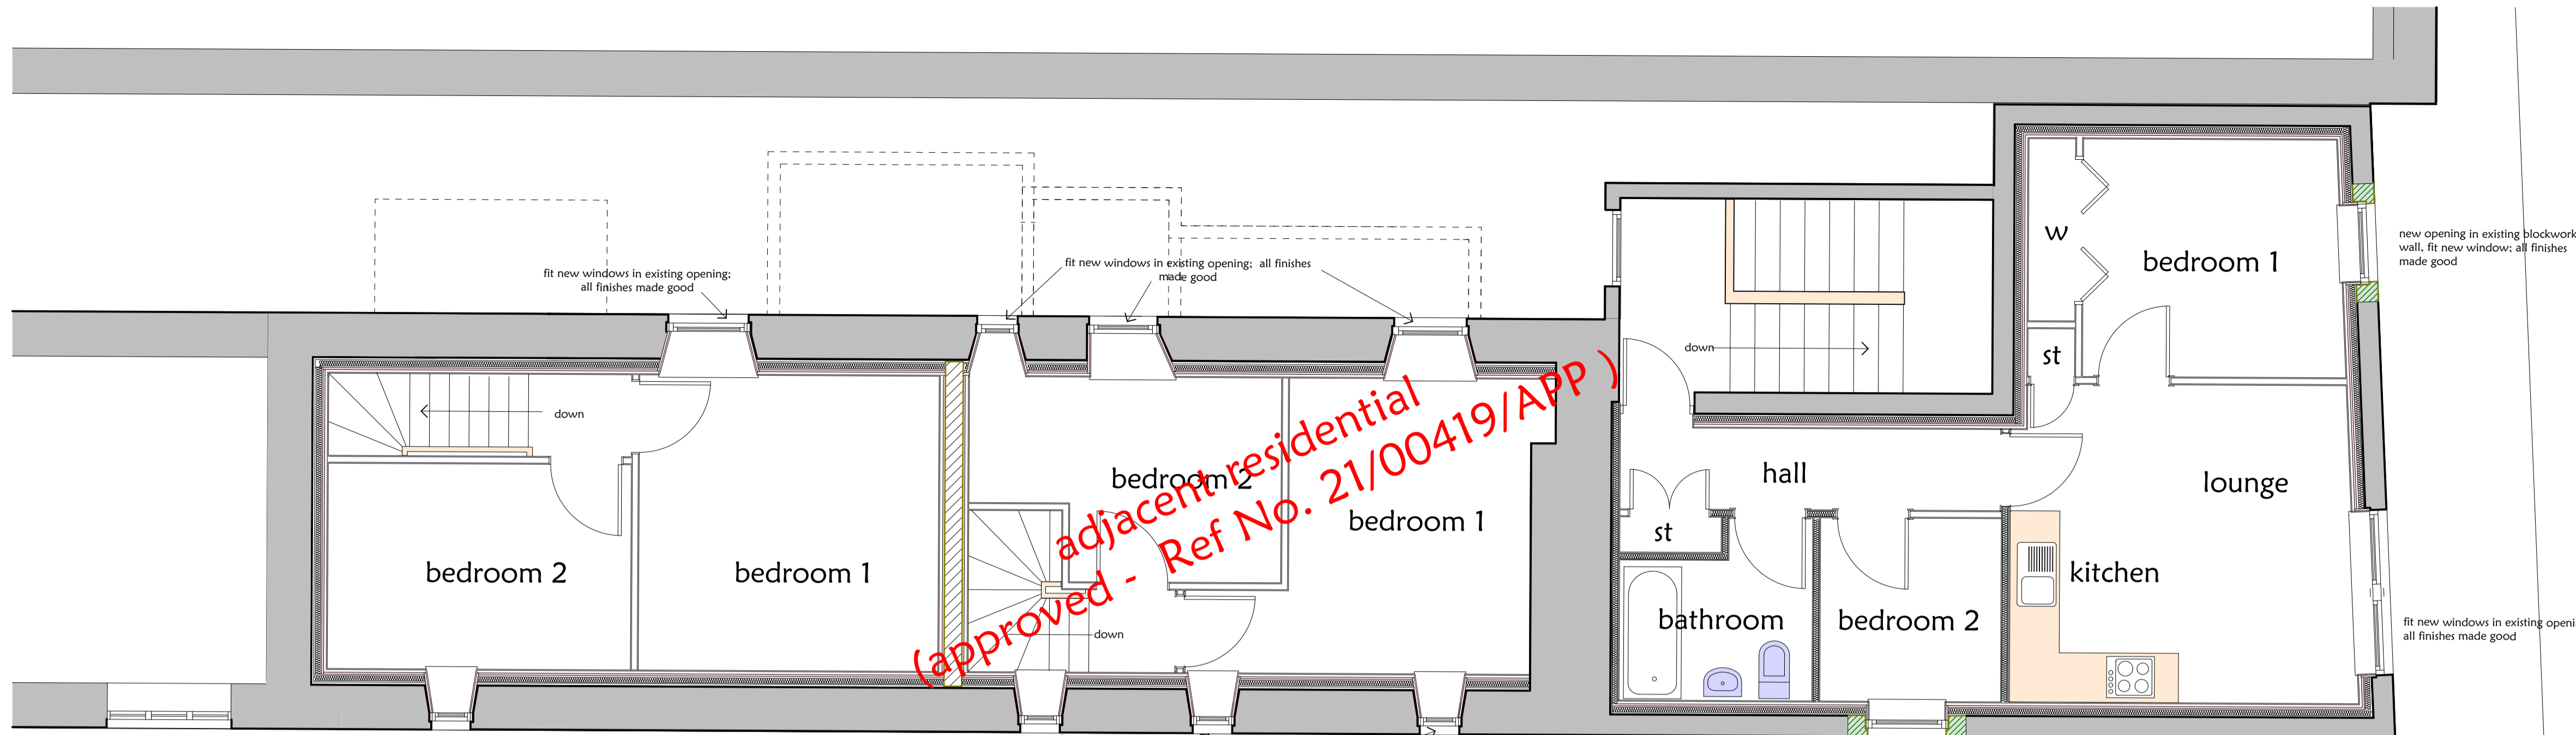 new opening in existing blockwork
wall, fit new window; all finishes
made good
w
bedroom 1
fit new windows in existing opening;
all finishes made good
fit new windows in existing opening; all finishes
made good
down
st
down
adjacent residential
(approved - Ref No. 21/00419/APP )
bedroom 2
bedroom 1
hall
lounge
st
bedroom 2
bedroom 1
kitchen
bathroom
bedroom 2
down
fit new windows in existing openi
all finishes made good